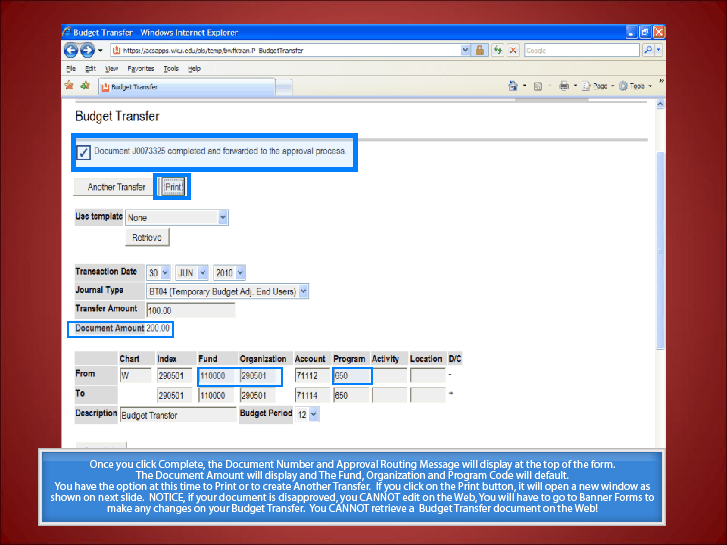 Budget Transfer - Windows Internet Explorer
https://acsapps.wku.edu/pls/temp/bwfktran.P_BudgetTransfer
Google
File Edit View Favorites Tools Help
Budget Transfer
Page Tools »
Budget Transfer
Document J0073325 completed and forwarded to the approval process.
Another Transfer Print
Use template None
Retrieve
Transaction Date 30 JUN 2010
Journal Type BT04 (Temporary Budget Adj, End Users)
Transfer Amount 100.00
Document Amount 200.00
Chart Index Fund Organization Account Program Activity Location D/C
From W 290501 110000 290501 71112 650 -
To 290501 110000 290501 71114 650 +
Description Budget Transfer Budget Period 12
Once you click Complete, the Document Number and Approval Routing Message will display at the top of the form.
The Document Amount will display and The Fund, Organization and Program Code will default.
You have the option at this time to Print or to create Another Transfer. If you click on the Print button, it will open a new window as
shown on next slide. NOTICE, if your document is disapproved, you CANNOT edit on the Web, You will have to go to Banner Forms to
make any changes on your Budget Transfer. You CANNOT retrieve a Budget Transfer document on the Web!